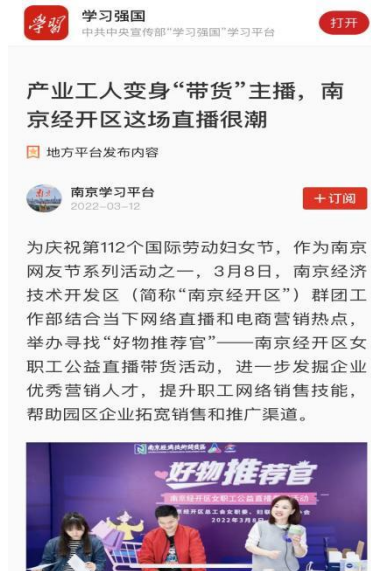 学习强国
中共中央宣传部“学习强国”学习平台
打开
产业工人变身“带货”主播，南
京经开区这场直播很潮
地方平台发布内容
南京学习平台
2022-03-12
+订阅
为庆祝第112个国际劳动妇女节，作为南京
网友节系列活动之一，3月8日，南京经济
技术开发区（简称“南京经开区”）群团工
作部结合当下网络直播和电商营销热点，
举办寻找“好物推荐官”——南京经开区女
职工公益直播带货活动，进一步发掘企业
优秀营销人才，提升职工网络销售技能，
帮助园区企业拓宽销售和推广渠道。
好物推荐官
南京经开区女职工公益直播
活动
经开区总工会女职委、妇联
2022年3月8日